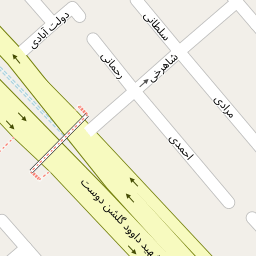 دولت آبادی
سلطانی
رحمانی
شاهرخی
مرادی
احمدی
هید داوود گلشن دوست